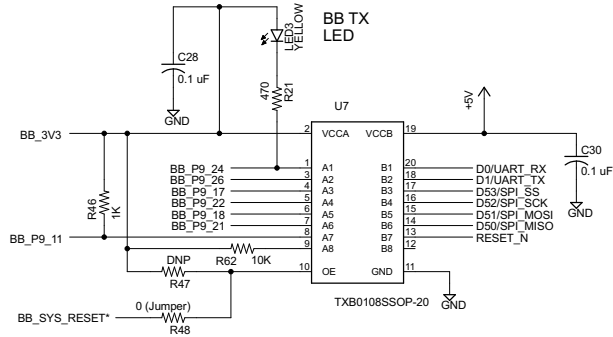 BB TX
LED
LED3
YELLOW
C28
0.1 uF
GND
470
R21
U7
+5V
BB_3V3
2
VCCA
VCCB
19
C30
0.1 uF
GND
BB_P9_24
1
A1
B1
20
D0/UART_RX
BB_P9_26
3
A2
B2
18
D1/UART_TX
BB_P9_17
4
A3
B3
17
D53/SPI_SS
BB_P9_22
5
A4
B4
16
D52/SPI_SCK
BB_P9_18
6
A5
B5
15
D51/SPI_MOSI
BB_P9_21
7
A6
B6
14
D50/SPI_MISO
R46
1K
BB_P9_11
8
A7
B7
13
RESET_N
9
A8
B8
12
R62
10K
DNP
R47
10
OE
GND
11
GND
TXB0108SSOP-20
0 (Jumper)
BB_SYS_RESET*
R48